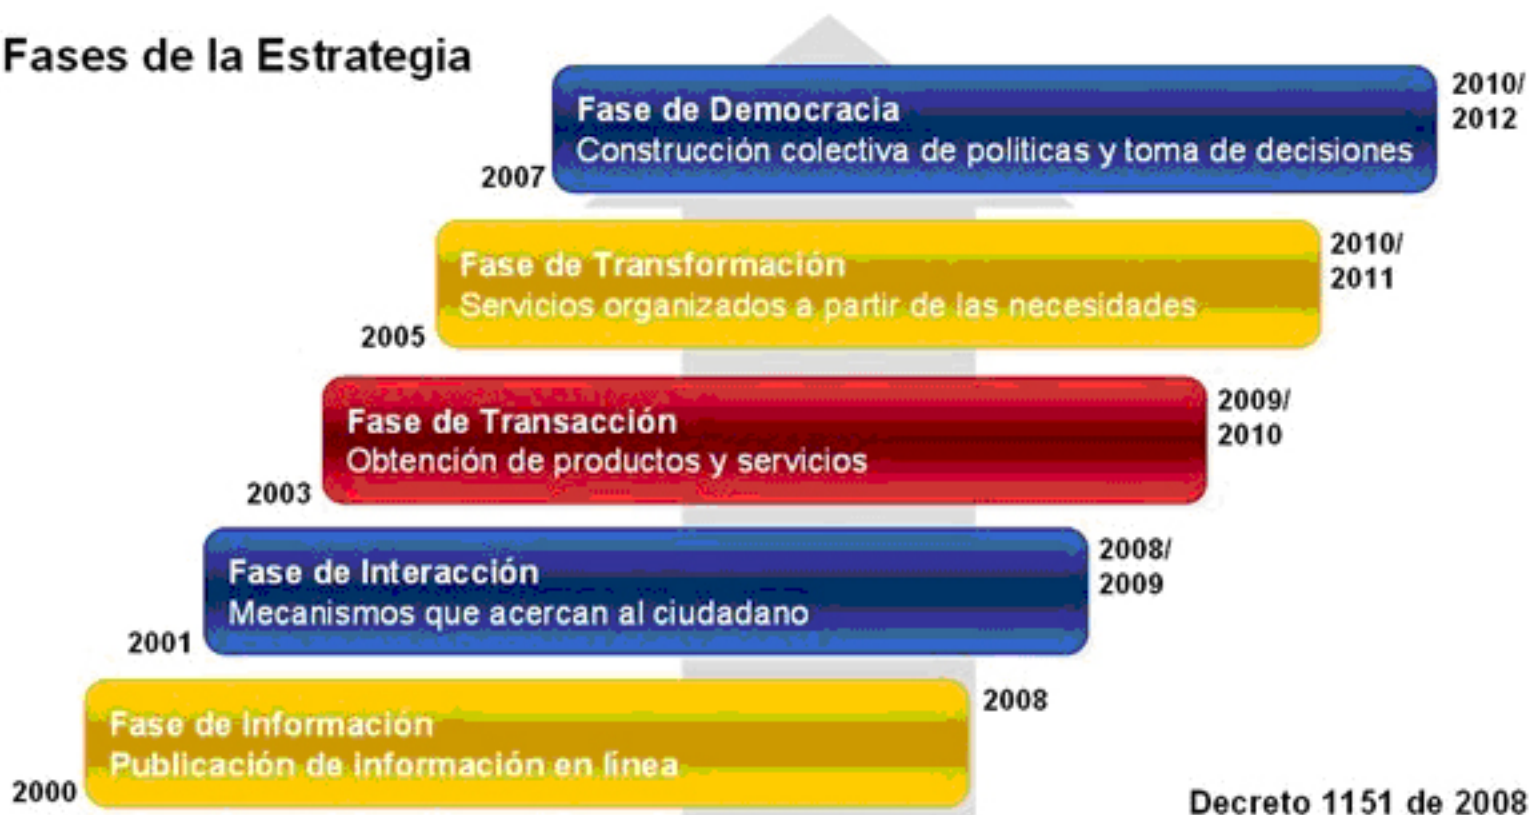 Fases de la Estrategia
Fase de Democracia
Construcción colectiva de politicas y toma de decisiones
2010/
2012
2007
Fase de Transformación
Servicios organizados a partir de las necesidades
2010/
2011
2005
Fase de Transacción
Obtención de productos y servicios
2009/
2010
2003
Fase de Interacción
Mecanismos que acercan al ciudadano
2008/
2009
2001
Fase de Información
Publicación de información en línea
2008
2000
Decreto 1151 de 2008